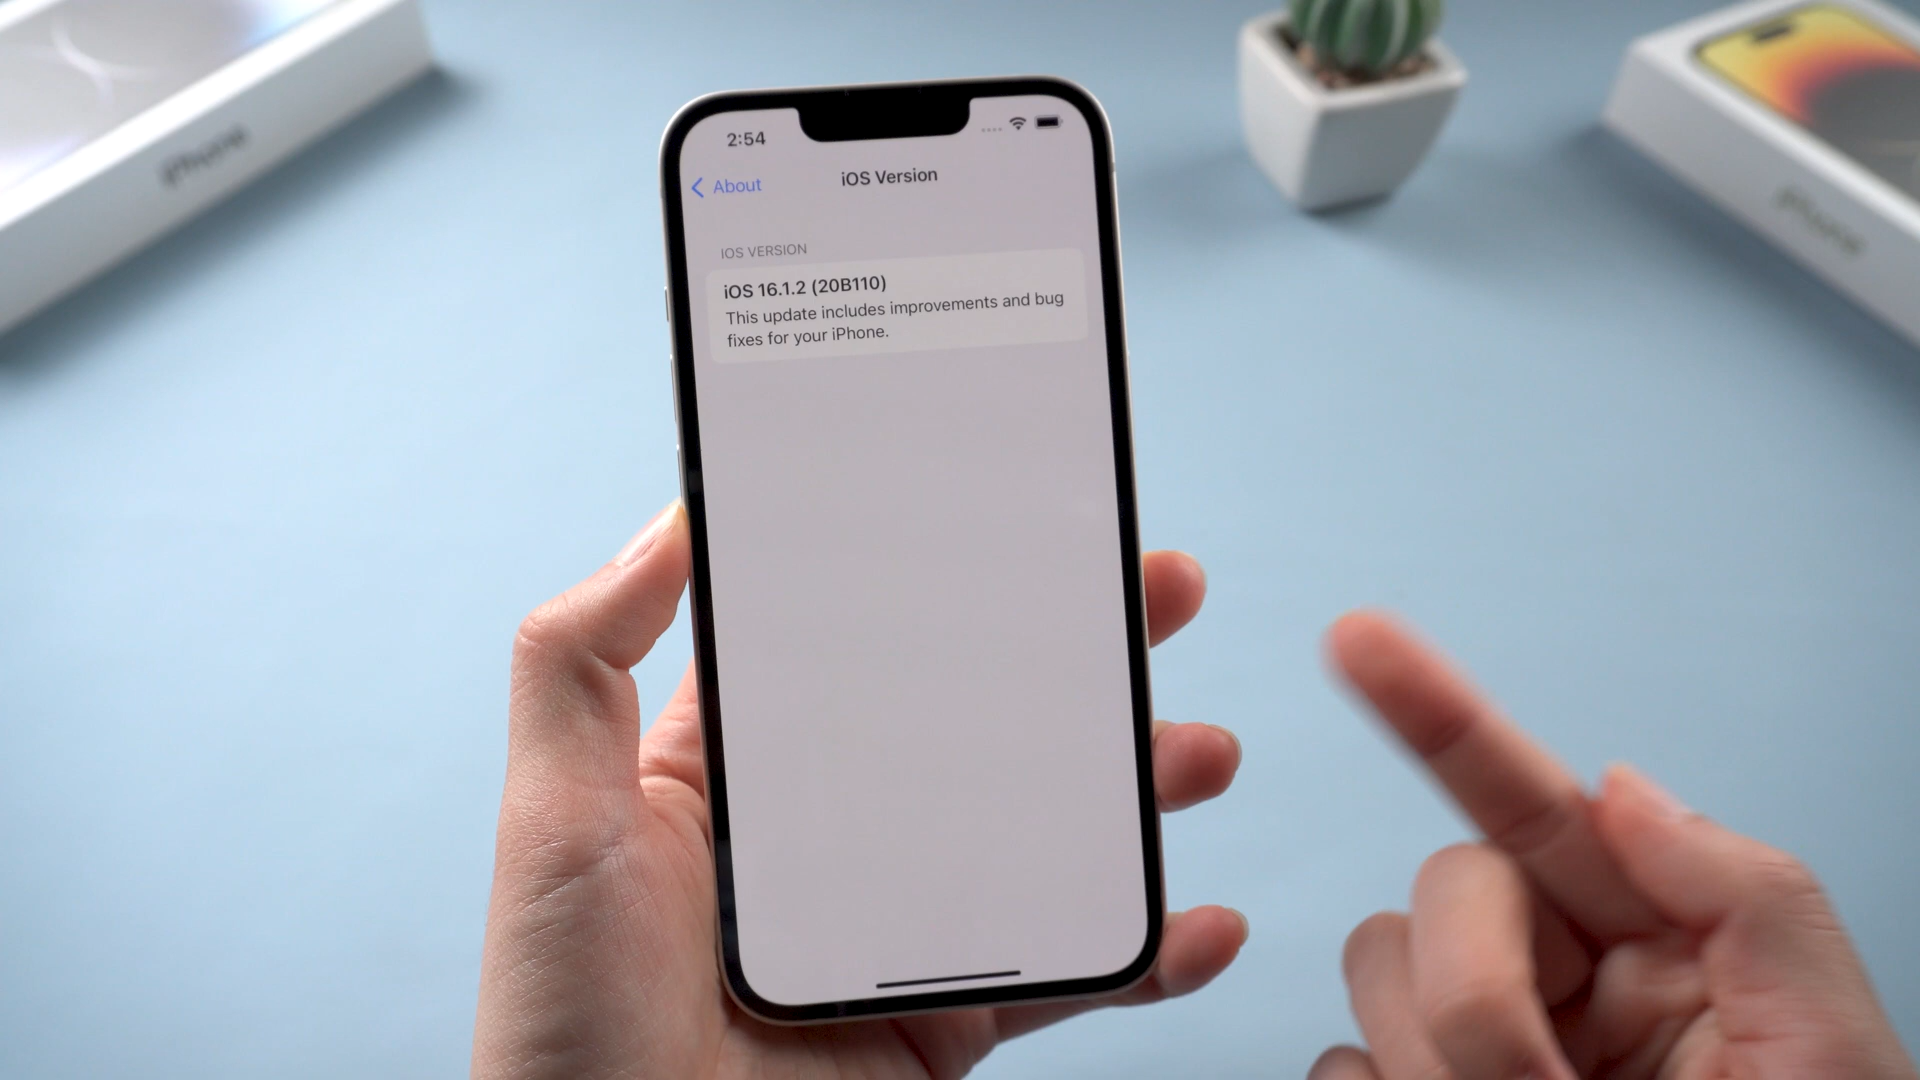 iPhone
iPhone
2:54
About
iOS Version
IOS VERSION
iOS 16.1.2 (20B110)
This update includes improvements and bug
fixes for your iPhone.